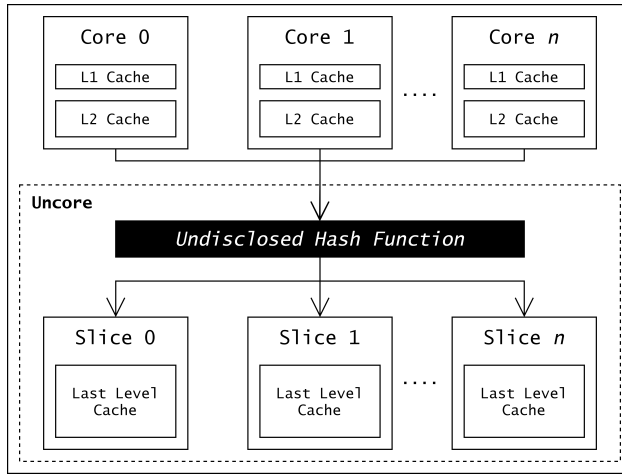 Core 0
Core 1
Core n
L1 Cache
L1 Cache
L1 Cache
....
L2 Cache
L2 Cache
L2 Cache
Uncore
Undisclosed Hash Function
Slice 0
Slice 1
Slice n
....
Last Level
Cache
Last Level
Cache
Last Level
Cache